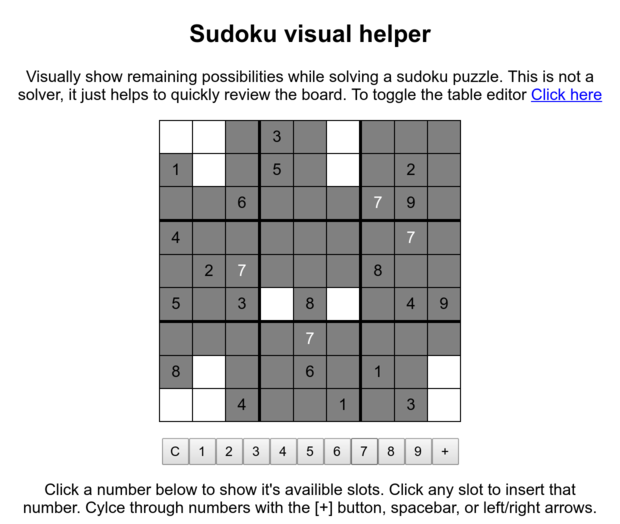 Sudoku visual helper
Visually show remaining possibilities while solving a sudoku puzzle. This is not a
solver, it just helps to quickly review the board. To toggle the table editor Click here
3
1 5 2
6 7 9
4 7
2 7 8
5 3 8 4 9
7
8 6 1
4 1 3
C 1 2 3 4 5 6 7 8 9 +
Click a number below to show it's availible slots. Click any slot to insert that
number. Cylce through numbers with the [+] button, spacebar, or left/right arrows.